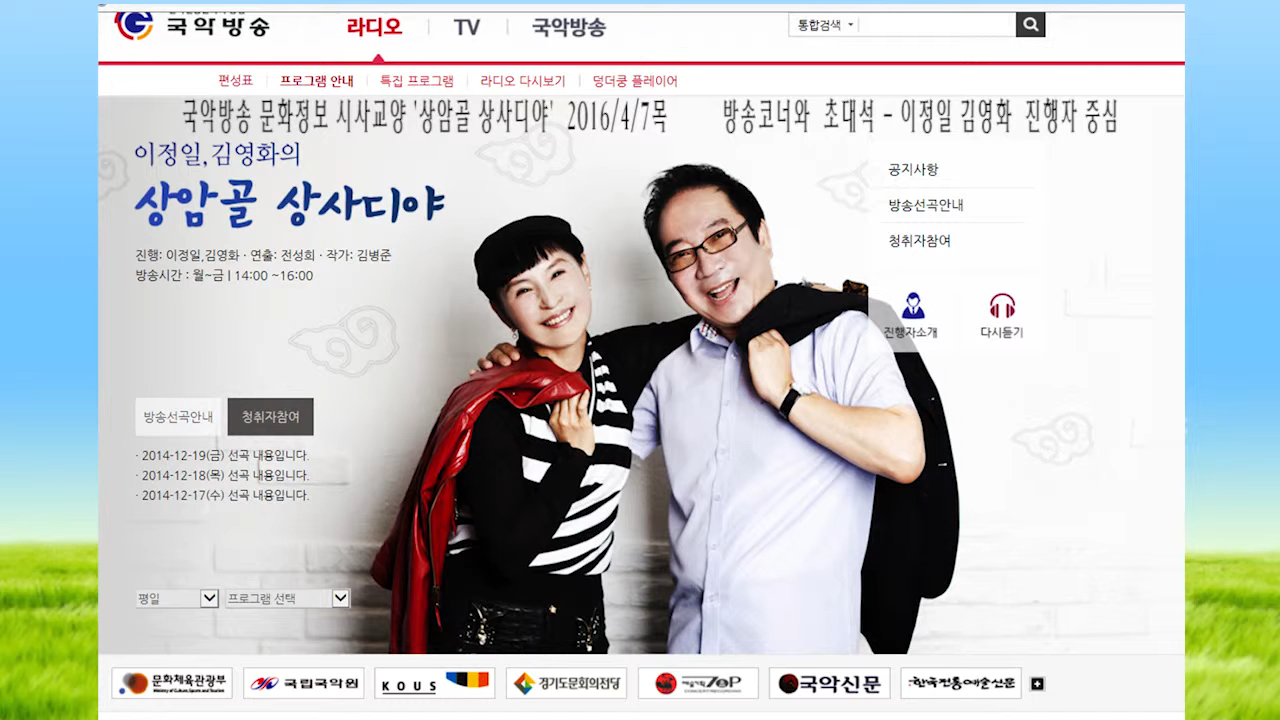 국악방송
라디오
TV
국악방송
통합검색
편성표
프로그램 안내
특집 프로그램
라디오 다시보기
덩더쿵 플레이어
국악방송 문화정보 시사교양 '상암골 상사디야' 2016/4/7목 방송코너와 초대석 - 이정일 김영화 진행자 중심
이정일,김영화의
상암골 상사디야
진행: 이정일,김영화 · 연출: 전성희 · 작가: 김병준
방송시간 : 월~금 | 14:00 ~16:00
공지사항
방송선곡안내
청취자참여
진행자소개
다시듣기
방송선곡안내
청취자참여
· 2014-12-19(금) 선곡 내용입니다.
· 2014-12-18(목) 선곡 내용입니다.
· 2014-12-17(수) 선곡 내용입니다.
평일
프로그램 선택
문화체육관광부
Ministry of Culture, Sports and Tourism
국립국악원
KOUS
경기도문화의전당
예술기획 TOP
국악신문
한국전통예술신문